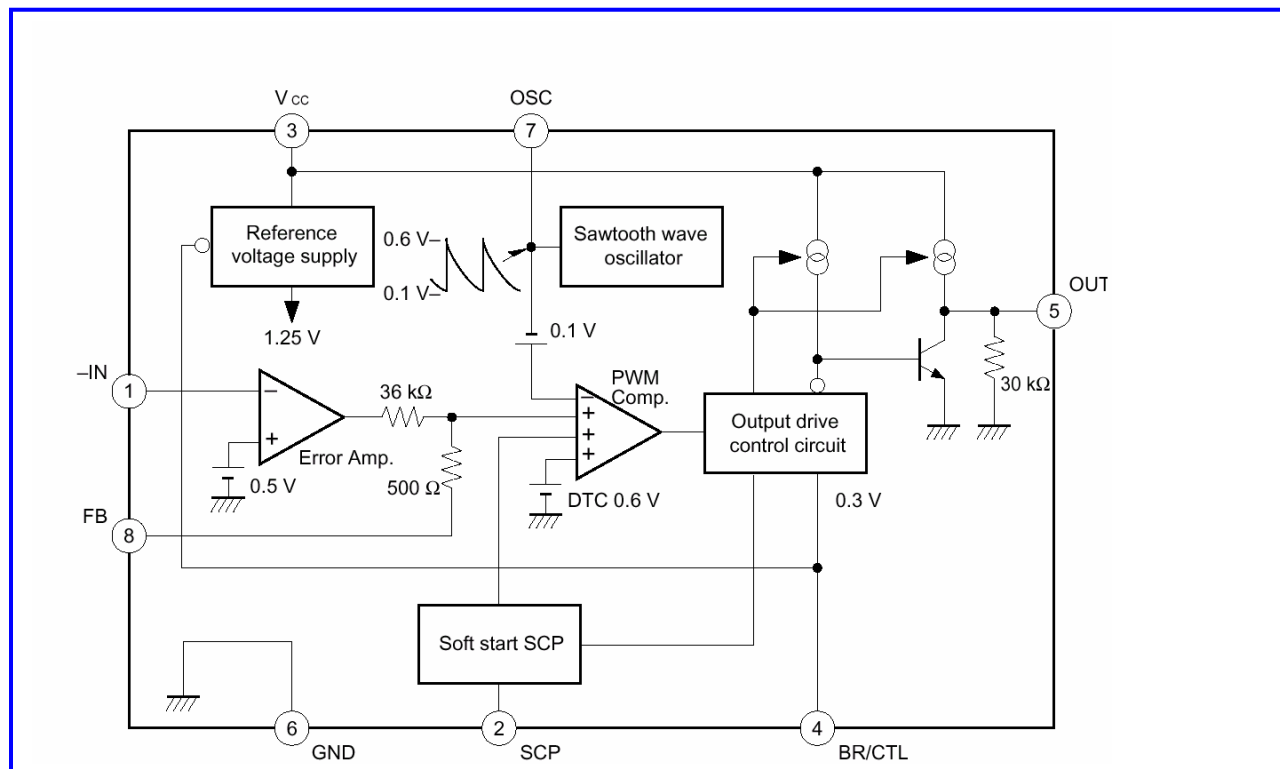 Vcc
OSC
3
7
Reference
voltage supply
0.6 V–
0.1 V–
Sawtooth wave
oscillator
1.25 V
0.1 V
OUT
5
–IN
1
–
+
36 kΩ
Error Amp.
0.5 V
500 Ω
PWM
Comp.
–
+
+
+
DTC 0.6 V
Output drive
control circuit
30 kΩ
0.3 V
FB
8
Soft start SCP
6
GND
2
SCP
4
BR/CTL